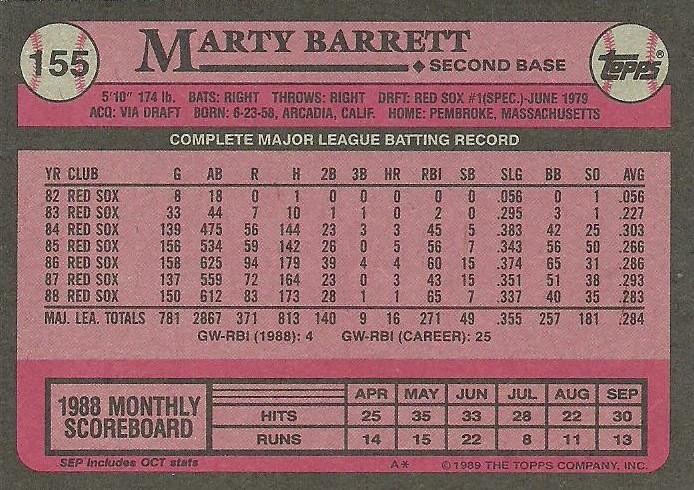 155
MARTY BARRETT
TOPPS®
◆ SECOND BASE
5'10" 174 lb. BATS: RIGHT THROWS: RIGHT DRFT: RED SOX #1(SPEC.)-JUNE 1979
ACQ: VIA DRAFT BORN: 6-23-58, ARCADIA, CALIF. HOME: PEMBROKE, MASSACHUSETTS
COMPLETE MAJOR LEAGUE BATTING RECORD
YR CLUB G AB R H 2B 3B HR RBI SB SLG BB SO AVG
82 RED SOX 8 18 0 1 0 0 0 0 0 .056 0 1 .056
83 RED SOX 33 44 7 10 1 1 0 2 0 .295 3 1 .227
84 RED SOX 139 475 56 144 23 3 3 45 5 .383 42 25 .303
85 RED SOX 156 534 59 142 26 0 5 56 7 .343 56 50 .266
86 RED SOX 158 625 94 179 39 4 4 60 15 .374 65 31 .286
87 RED SOX 137 559 72 164 23 0 3 43 15 .351 51 38 .293
88 RED SOX 150 612 83 173 28 1 1 65 7 .337 40 35 .283
MAJ. LEA. TOTALS 781 2867 371 813 140 9 16 271 49 .355 257 181 .284
GW-RBI (1988): 4 GW-RBI (CAREER): 25
1988 MONTHLY SCOREBOARD
APR MAY JUN JUL AUG SEP
HITS 25 35 33 28 22 30
RUNS 14 15 22 8 11 13
SEP includes OCT stats A* ©1989 THE TOPPS COMPANY, INC.